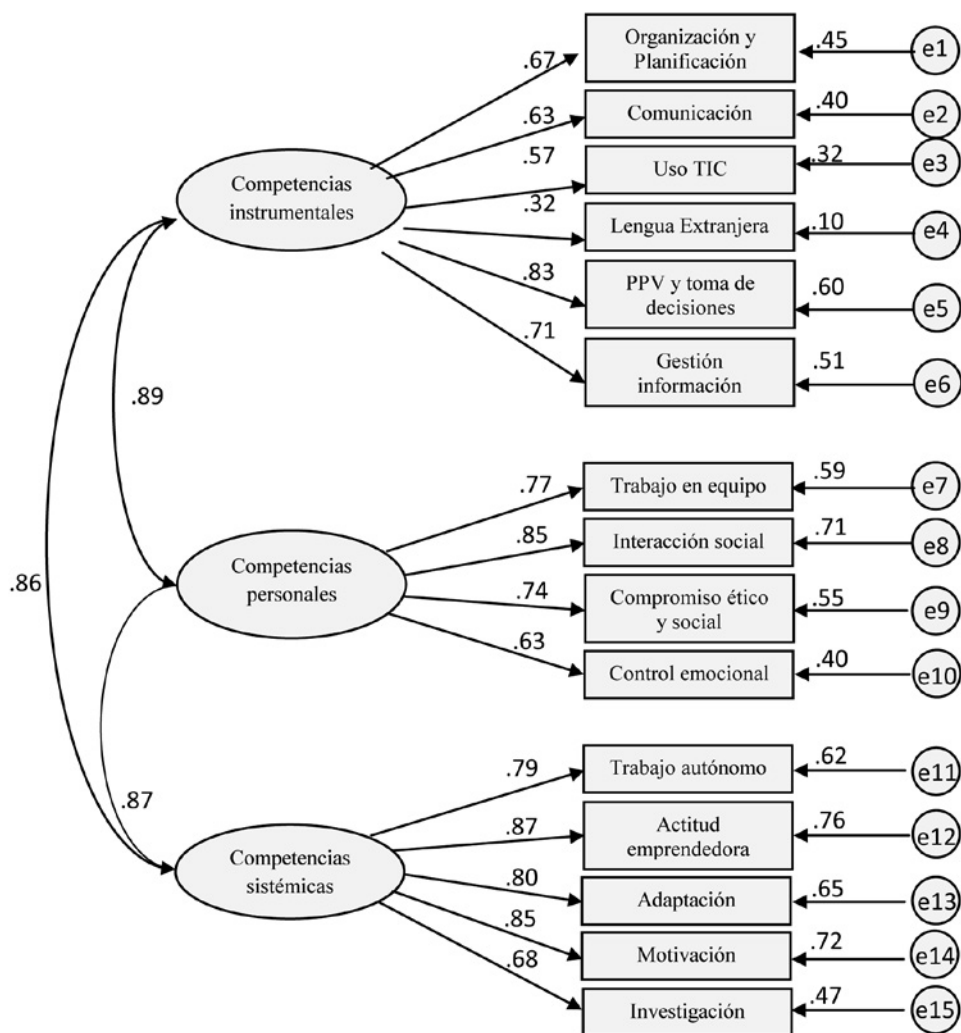 Organización y
Planificación
.67
.45
e1
.63
Comunicación
.40
e2
.57
Uso TIC
.32
e3
Competencias
instrumentales
.32
Lengua Extranjera
.10
e4
.83
PPV y toma de
decisiones
.60
e5
.71
Gestión
información
.51
e6
.89
.77
Trabajo en equipo
.59
e7
.85
Interacción social
.71
e8
Competencias
personales
.86
.74
Compromiso ético
y social
.55
e9
.63
Control emocional
.40
e10
.87
.79
Trabajo autónomo
.62
e11
.87
Actitud
emprendedora
.76
e12
Competencias
sistémicas
.80
Adaptación
.65
e13
.85
Motivación
.72
e14
.68
Investigación
.47
e15